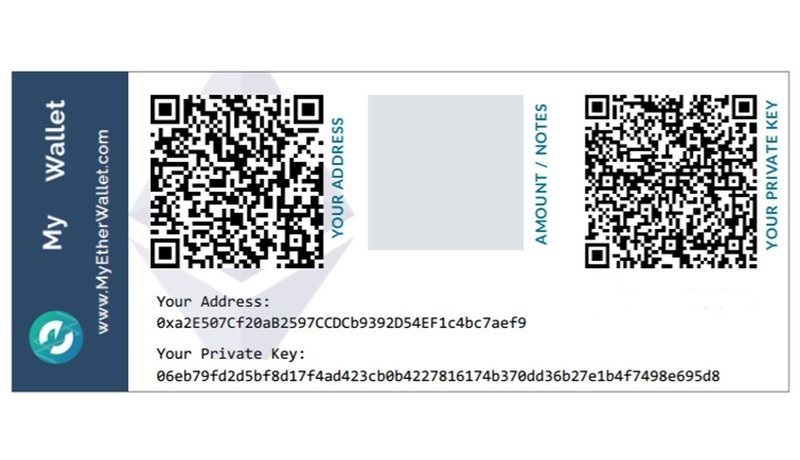 My Wallet
www.MyEtherWallet.com
YOUR ADDRESS
AMOUNT / NOTES
YOUR PRIVATE KEY
Your Address:
0xa2E507Cf20aB2597CCDCb9392D54EF1c4bc7aef9
Your Private Key:
06eb79fd2d5bf8d17f4ad423cb0b4227816174b370dd36b27e1b4f7498e695d8